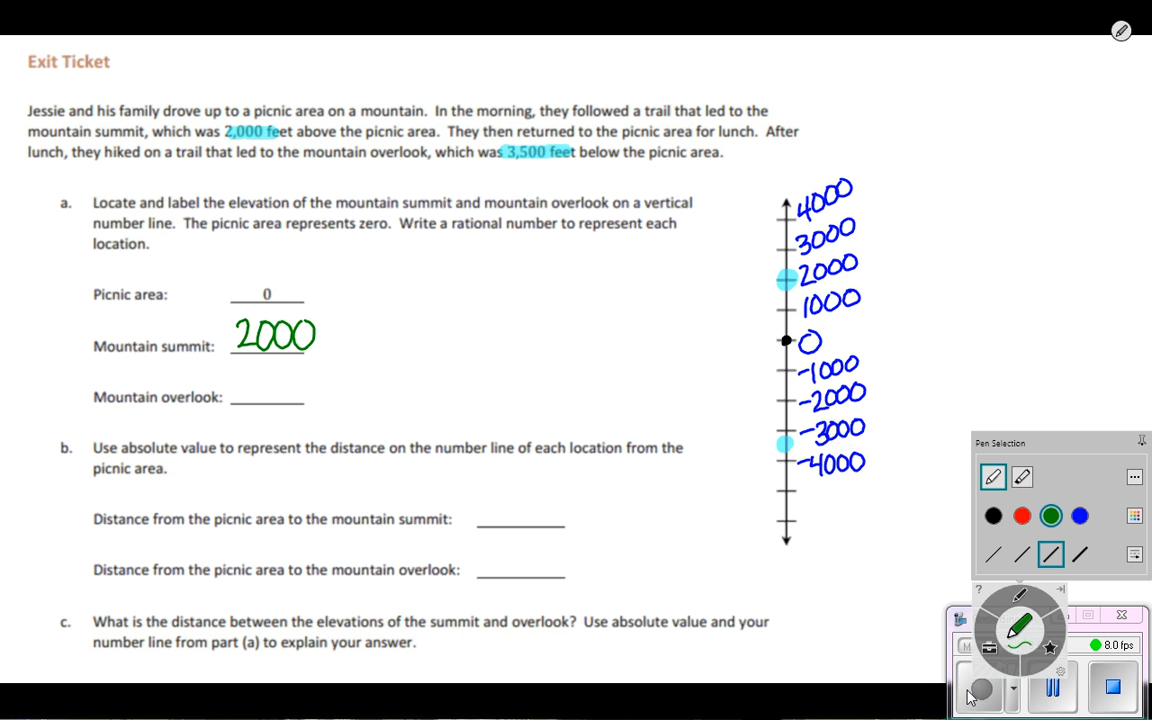 Exit Ticket
Jessie and his family drove up to a picnic area on a mountain. In the morning, they followed a trail that led to the
mountain summit, which was 2,000 feet above the picnic area. They then returned to the picnic area for lunch. After
lunch, they hiked on a trail that led to the mountain overlook, which was 3,500 feet below the picnic area.
a. Locate and label the elevation of the mountain summit and mountain overlook on a vertical
number line. The picnic area represents zero. Write a rational number to represent each
location.
Picnic area: 0
Mountain summit: 2000
Mountain overlook:
b. Use absolute value to represent the distance on the number line of each location from the
picnic area.
Distance from the picnic area to the mountain summit:
Distance from the picnic area to the mountain overlook:
c. What is the distance between the elevations of the summit and overlook? Use absolute value and your
number line from part (a) to explain your answer.
4000
3000
2000
1000
0
-1000
-2000
-3000
-4000
Pen Selection
?
M
8.0 fps